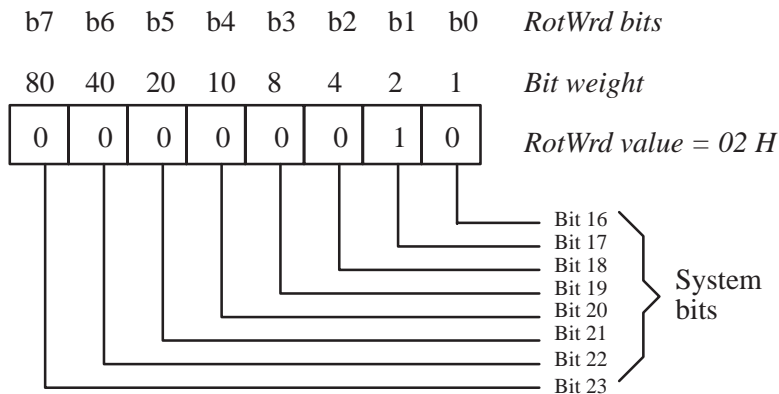 b7 b6 b5 b4 b3 b2 b1 b0 RotWrd bits
80 40 20 10 8 4 2 1 Bit weight
0 0 0 0 0 0 1 0 RotWrd value = 02 H
Bit 16
Bit 17
Bit 18
Bit 19
Bit 20
Bit 21
Bit 22
Bit 23
System
bits